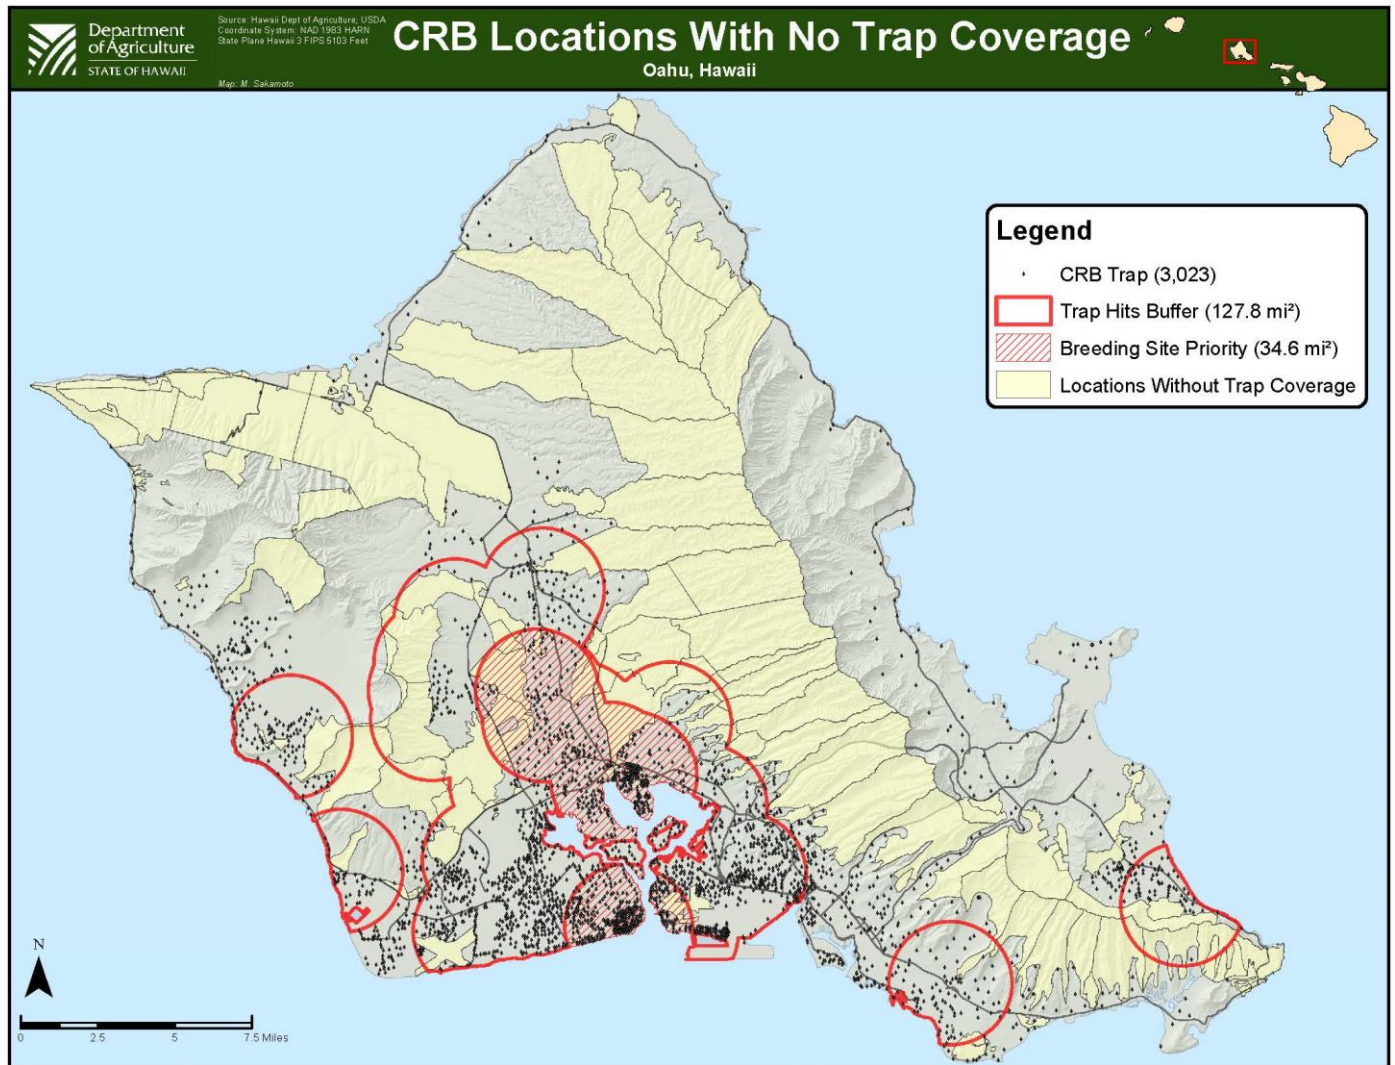 Department
of Agriculture
STATE OF HAWAII
Source: Hawaii Dept of Agriculture; USDA
Coordinate System: NAD 1983 HARN
State Plane Hawaii 3 FIPS 5103 Feet
Map: M. Sakamoto
CRB Locations With No Trap Coverage
Oahu, Hawaii
Legend
CRB Trap (3,023)
Trap Hits Buffer (127.8 mi²)
Breeding Site Priority (34.6 mi²)
Locations Without Trap Coverage
N
0 2.5 5 7.5 Miles